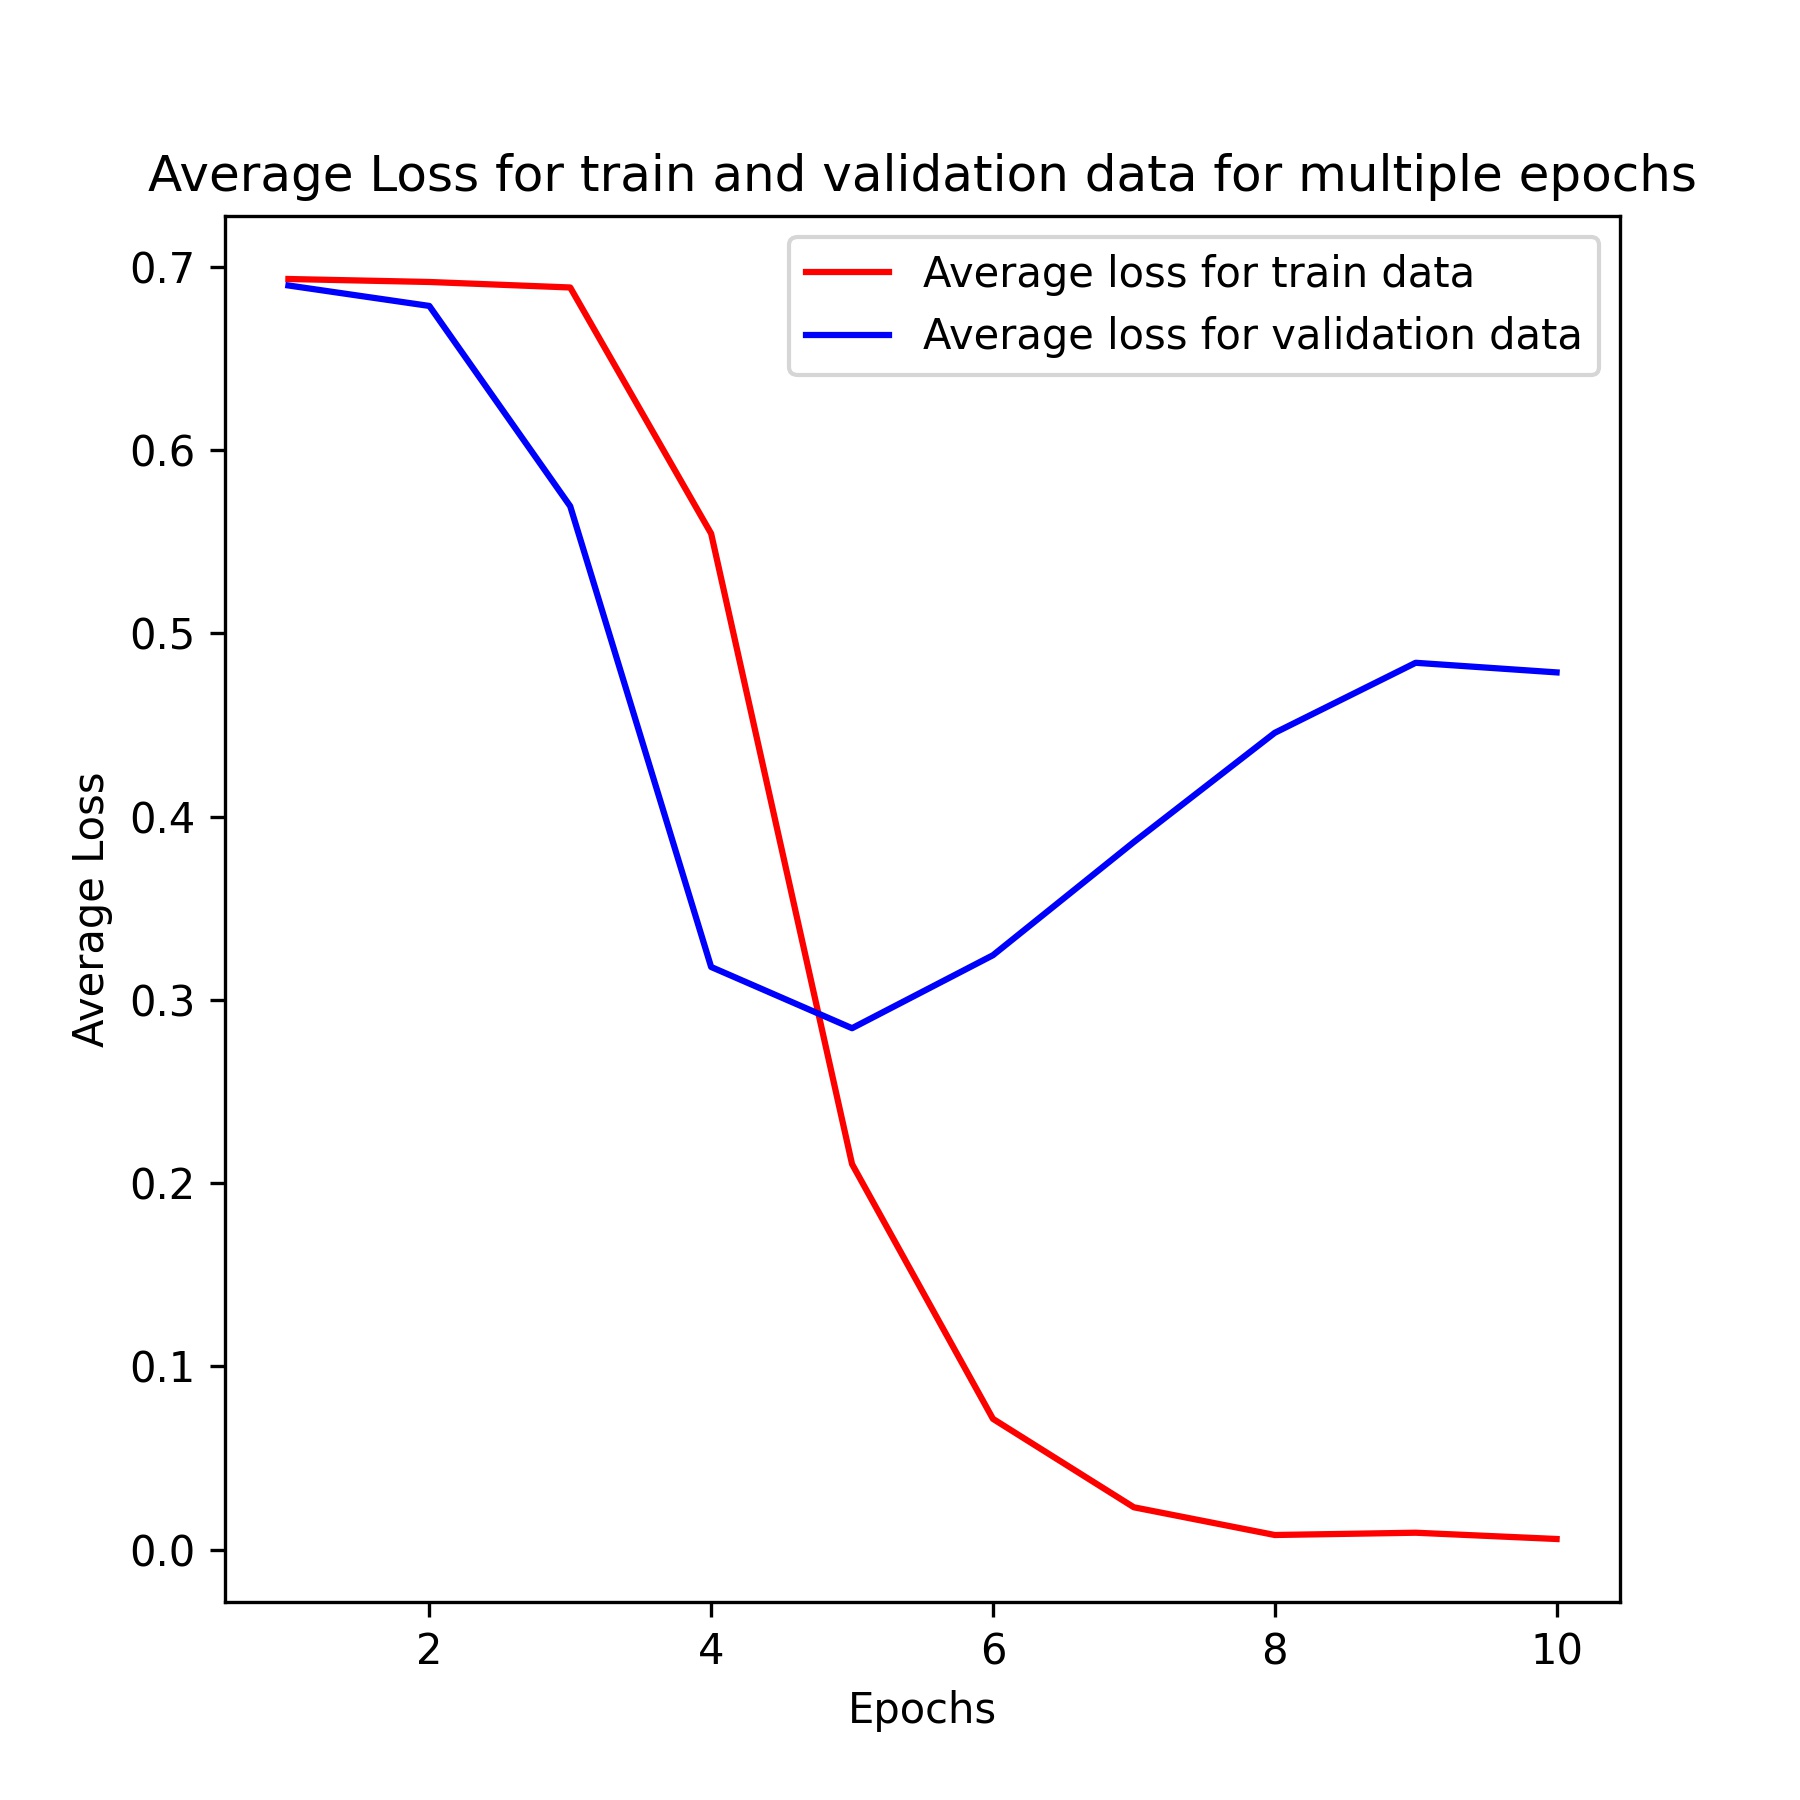 Average Loss for train and validation data for multiple epochs
Average loss for train data
Average loss for validation data
0.7
0.6
0.5
0.4
0.3
0.2
0.1
0.0
Average Loss
2 4 6 8 10
Epochs